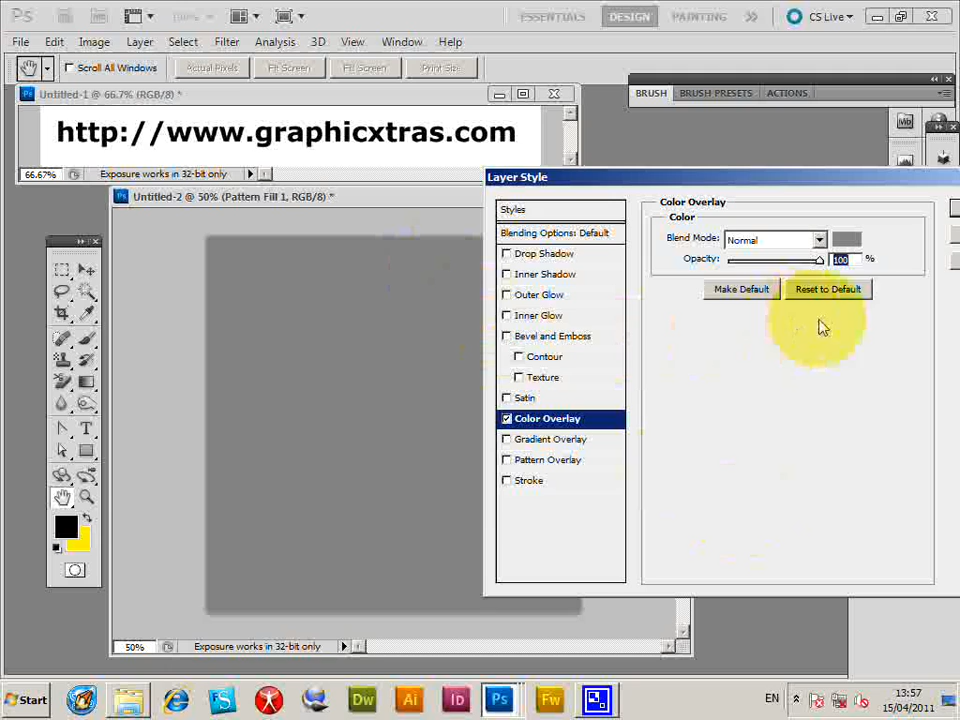 Ps Br Mb 186% ESSENTIALS DESIGN PAINTING » CS Live
File Edit Image Layer Select Filter Analysis 3D View Window Help
Scroll All Windows Actual Pixels Fit Screen Fill Screen Print Size
Untitled-1 @ 66.7% (RGB/8) *
BRUSH BRUSH PRESETS ACTIONS
http://www.graphicxtras.com
Mb
66.67% Exposure works in 32-bit only
Layer Style
Untitled-2 @ 50% (Pattern Fill 1, RGB/8) *
Styles
Blending Options: Default
Drop Shadow
Inner Shadow
Outer Glow
Inner Glow
Bevel and Emboss
Contour
Texture
Satin
Color Overlay
Gradient Overlay
Pattern Overlay
Stroke
Color Overlay
Color
Blend Mode: Normal
Opacity: 100 %
Make Default Reset to Default
T
50% Exposure works in 32-bit only
Start Dw Ai Id Ps Fw EN 13:57
15/04/2011